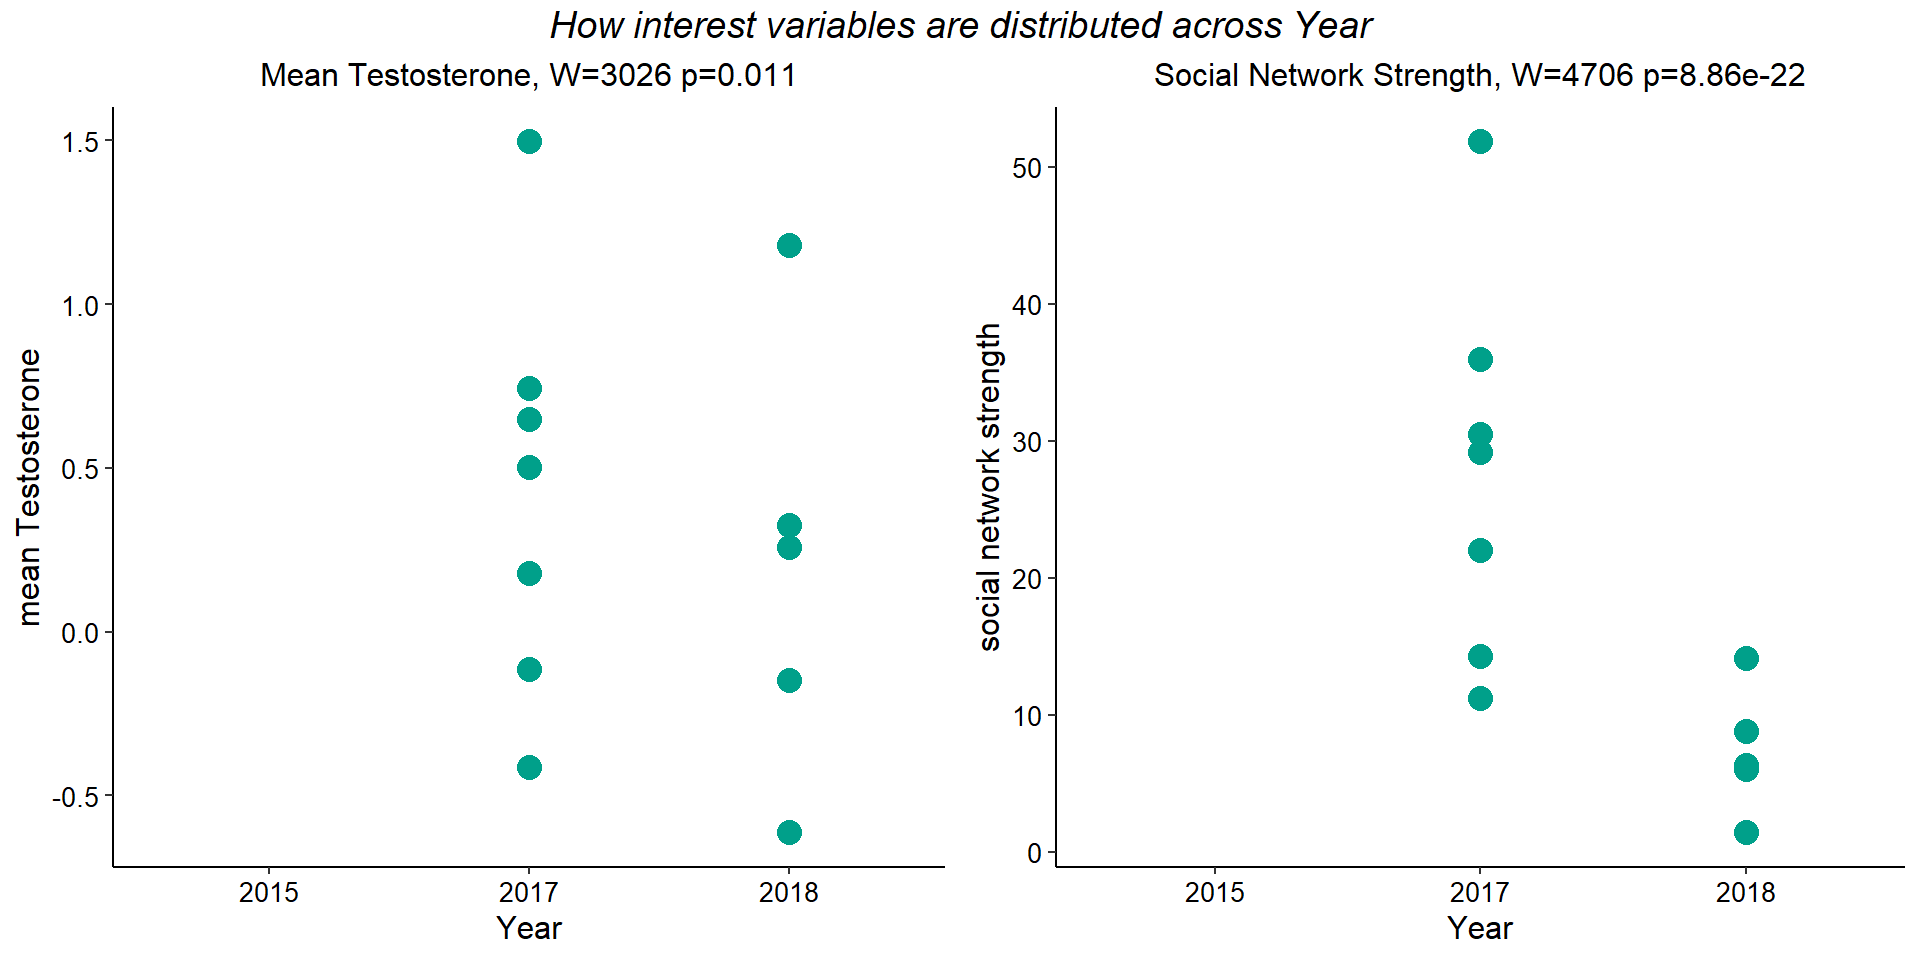 How interest variables are distributed across Year
Mean Testosterone, W=3026 p=0.011
mean Testosterone
1.5
1.0
0.5
0.0
-0.5
2015 2017 2018
Year
Social Network Strength, W=4706 p=8.86e-22
social network strength
50
40
30
20
10
0
2015 2017 2018
Year